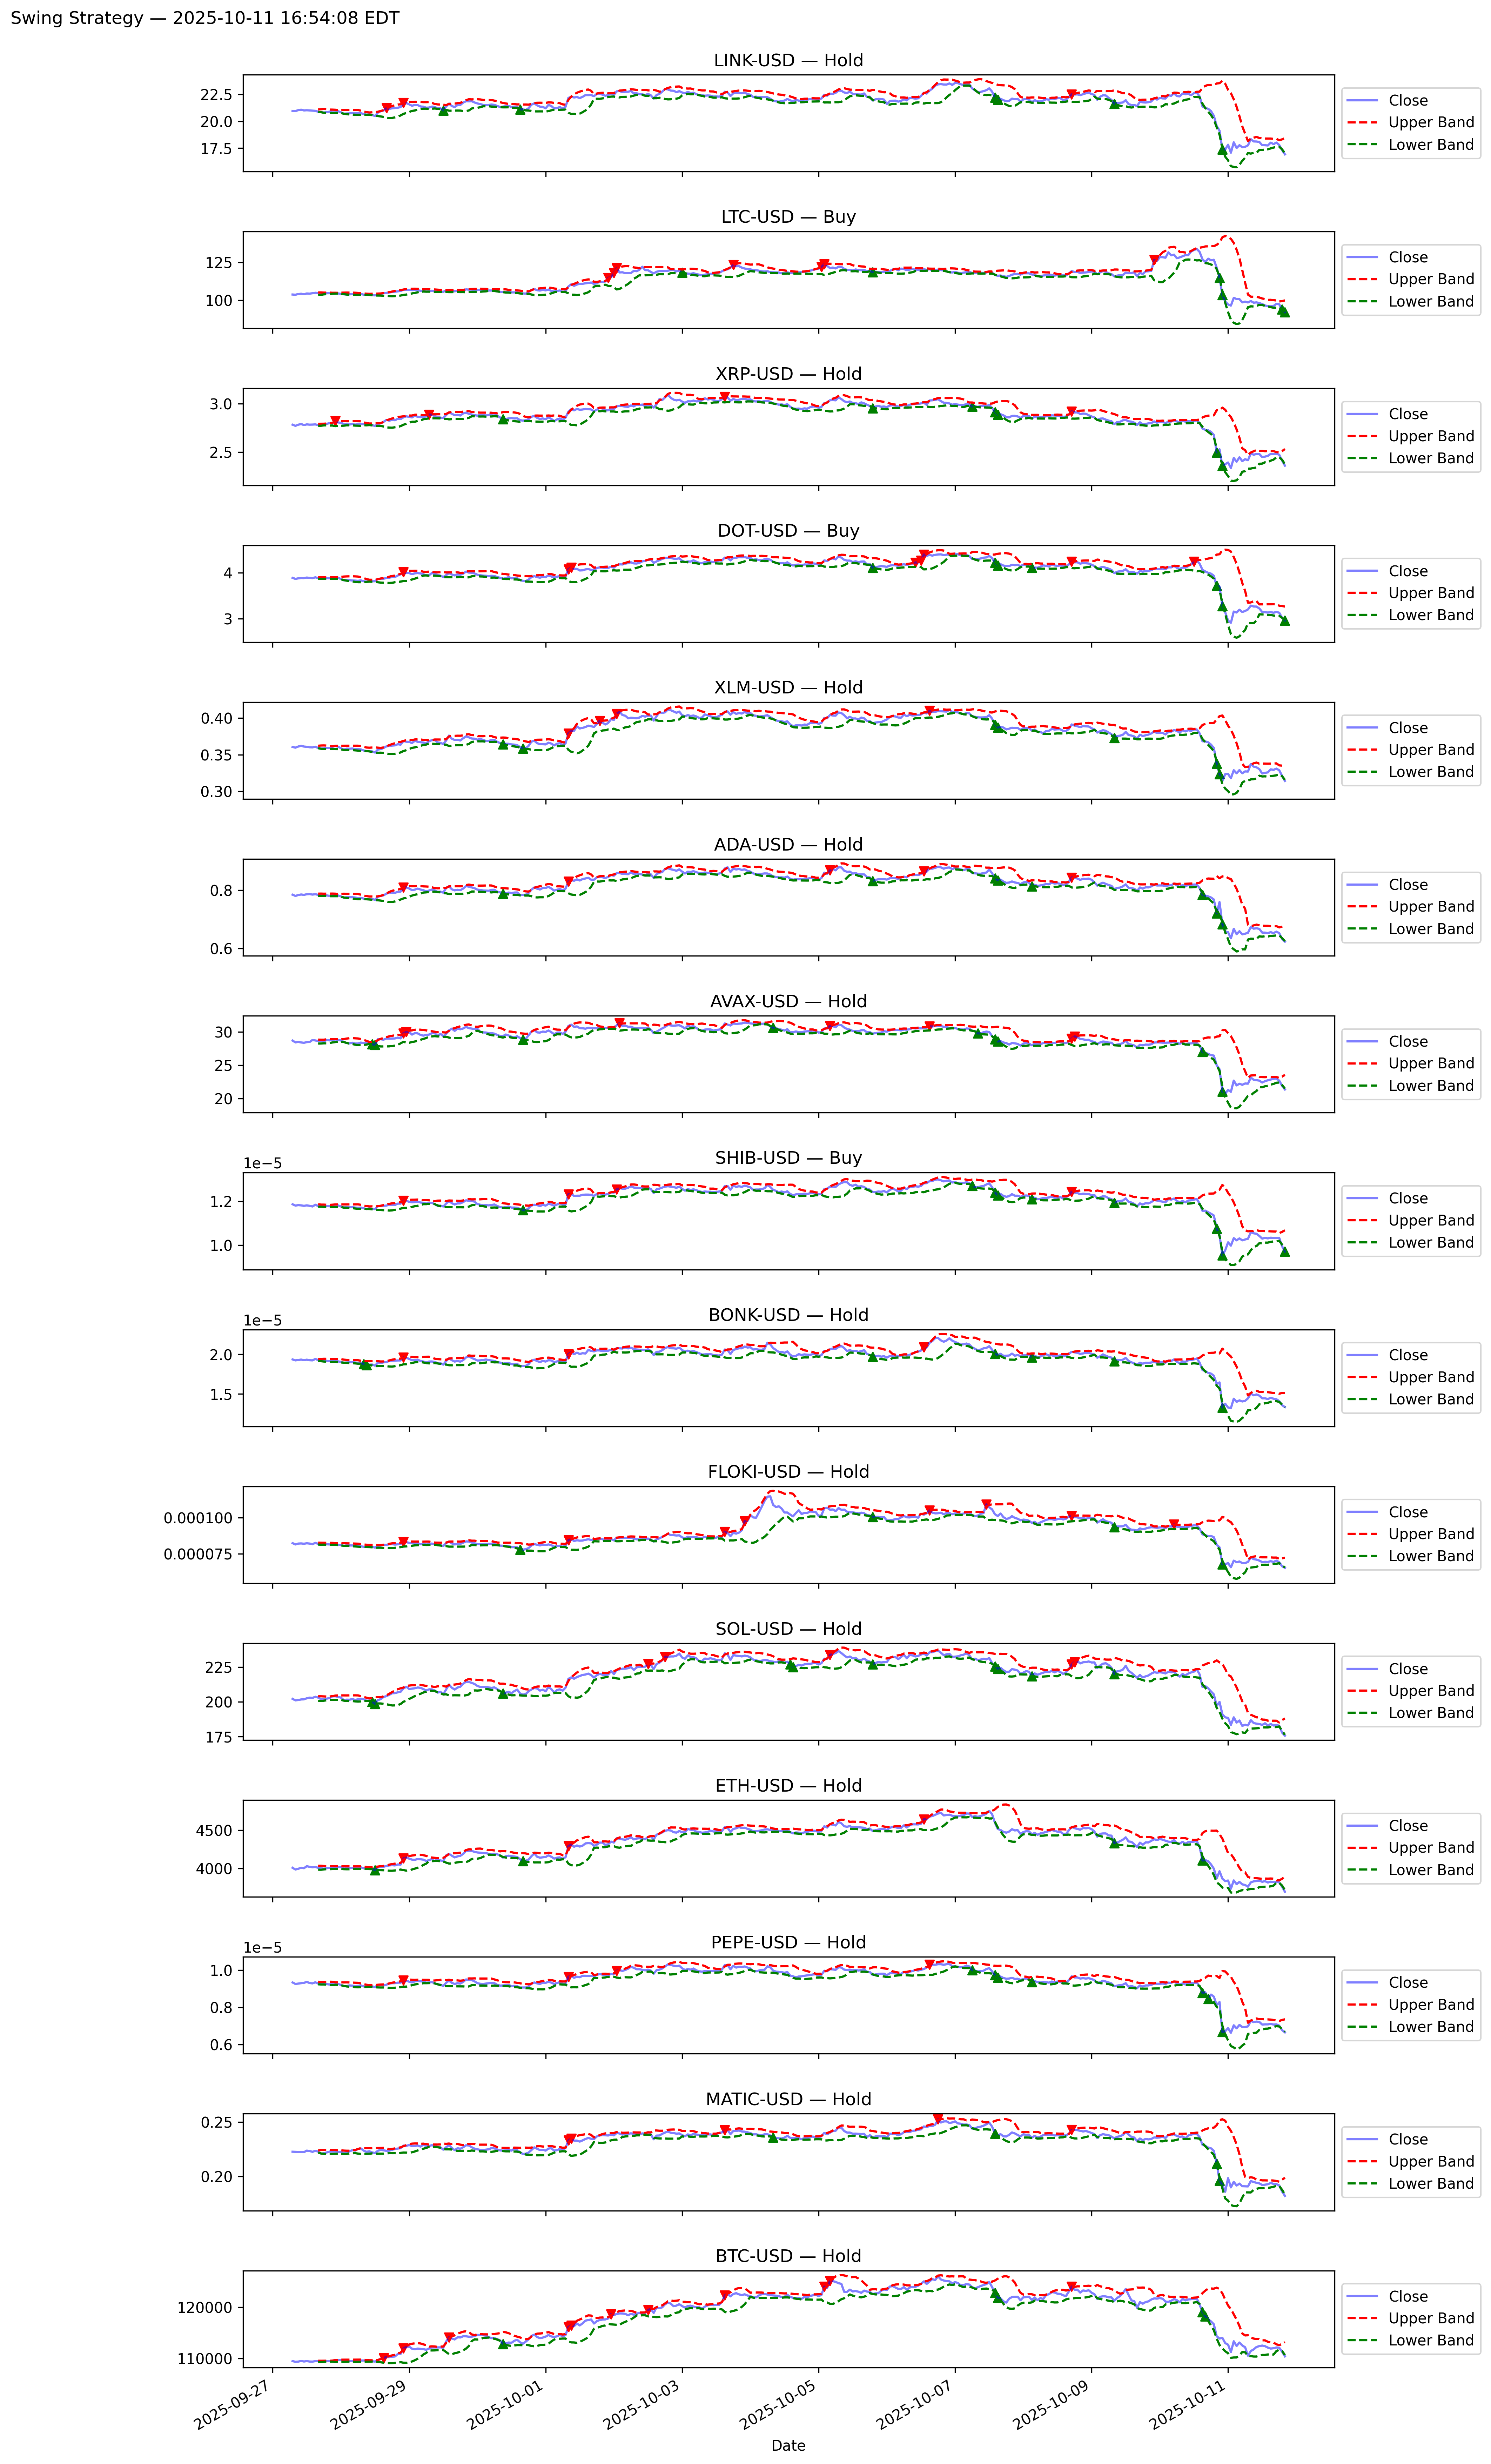 Swing Strategy — 2025-10-11 16:54:08 EDT
LINK-USD — Hold
22.5
20.0
17.5
Close
Upper Band
Lower Band
LTC-USD — Buy
125
100
Close
Upper Band
Lower Band
XRP-USD — Hold
3.0
2.5
Close
Upper Band
Lower Band
DOT-USD — Buy
4
3
Close
Upper Band
Lower Band
XLM-USD — Hold
0.40
0.35
0.30
Close
Upper Band
Lower Band
ADA-USD — Hold
0.8
0.6
Close
Upper Band
Lower Band
AVAX-USD — Hold
30
25
20
Close
Upper Band
Lower Band
SHIB-USD — Buy
1e−5
1.2
1.0
Close
Upper Band
Lower Band
BONK-USD — Hold
1e−5
2.0
1.5
Close
Upper Band
Lower Band
FLOKI-USD — Hold
0.000100
0.000075
Close
Upper Band
Lower Band
SOL-USD — Hold
225
200
175
Close
Upper Band
Lower Band
ETH-USD — Hold
4500
4000
Close
Upper Band
Lower Band
PEPE-USD — Hold
1e−5
1.0
0.8
0.6
Close
Upper Band
Lower Band
MATIC-USD — Hold
0.25
0.20
Close
Upper Band
Lower Band
BTC-USD — Hold
120000
110000
Close
Upper Band
Lower Band
2025-09-27
2025-09-29
2025-10-01
2025-10-03
2025-10-05
2025-10-07
2025-10-09
2025-10-11
Date